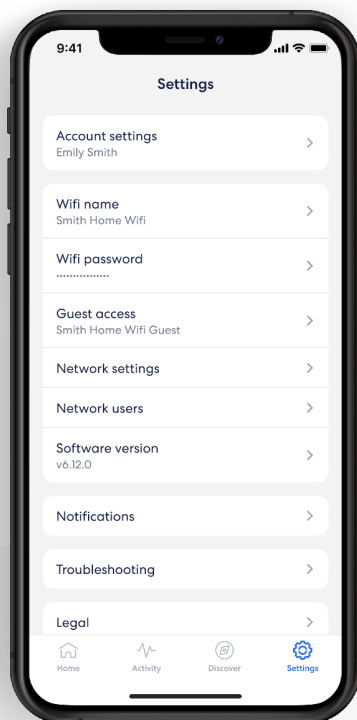 9:41
Settings
Account settings
Emily Smith
Wifi name
Smith Home Wifi
Wifi password
················
Guest access
Smith Home Wifi Guest
Network settings
Network users
Software version
v6.12.0
Notifications
Troubleshooting
Legal
Home Activity Discover Settings